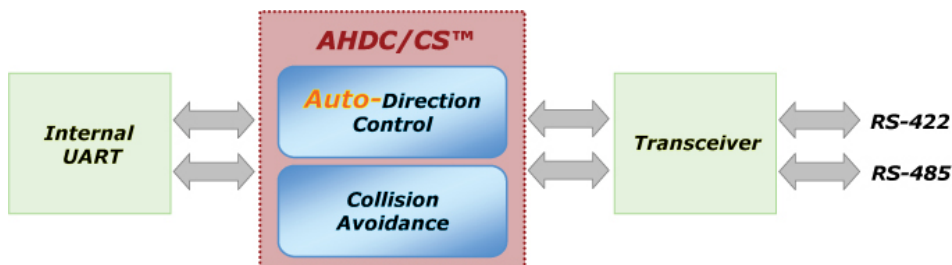 AHDC/CS™
Internal
UART
Auto-Direction
Control
Collision
Avoidance
Transceiver
RS-422
RS-485